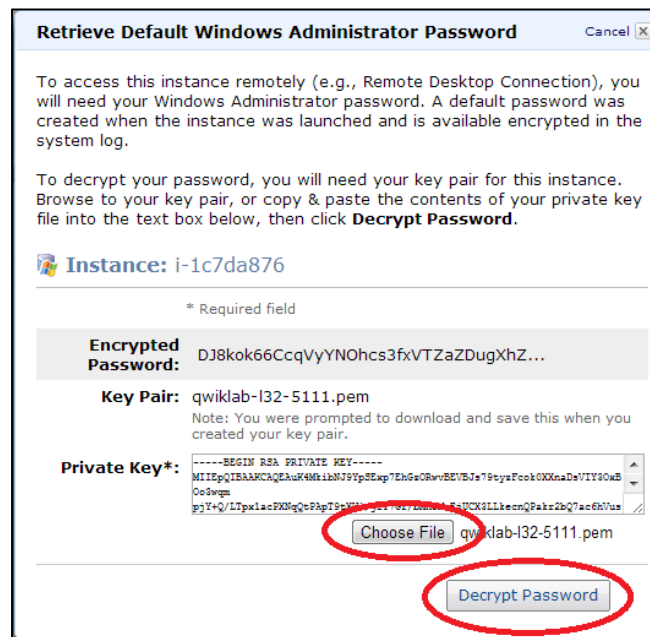 Retrieve Default Windows Administrator Password Cancel
To access this instance remotely (e.g., Remote Desktop Connection), you
will need your Windows Administrator password. A default password was
created when the instance was launched and is available encrypted in the
system log.
To decrypt your password, you will need your key pair for this instance.
Browse to your key pair, or copy & paste the contents of your private key
file into the text box below, then click Decrypt Password.
Instance: i-1c7da876
* Required field
Encrypted
Password: DJ8kok66CcqVyYNOhcs3fxVTZaZDugXhZ...
Key Pair: qwiklab-l32-5111.pem
Note: You were prompted to download and save this when you
created your key pair.
Private Key*: -----BEGIN RSA PRIVATE KEY-----
Oo3wqm
Choose File qwiklab-l32-5111.pem
Decrypt Password